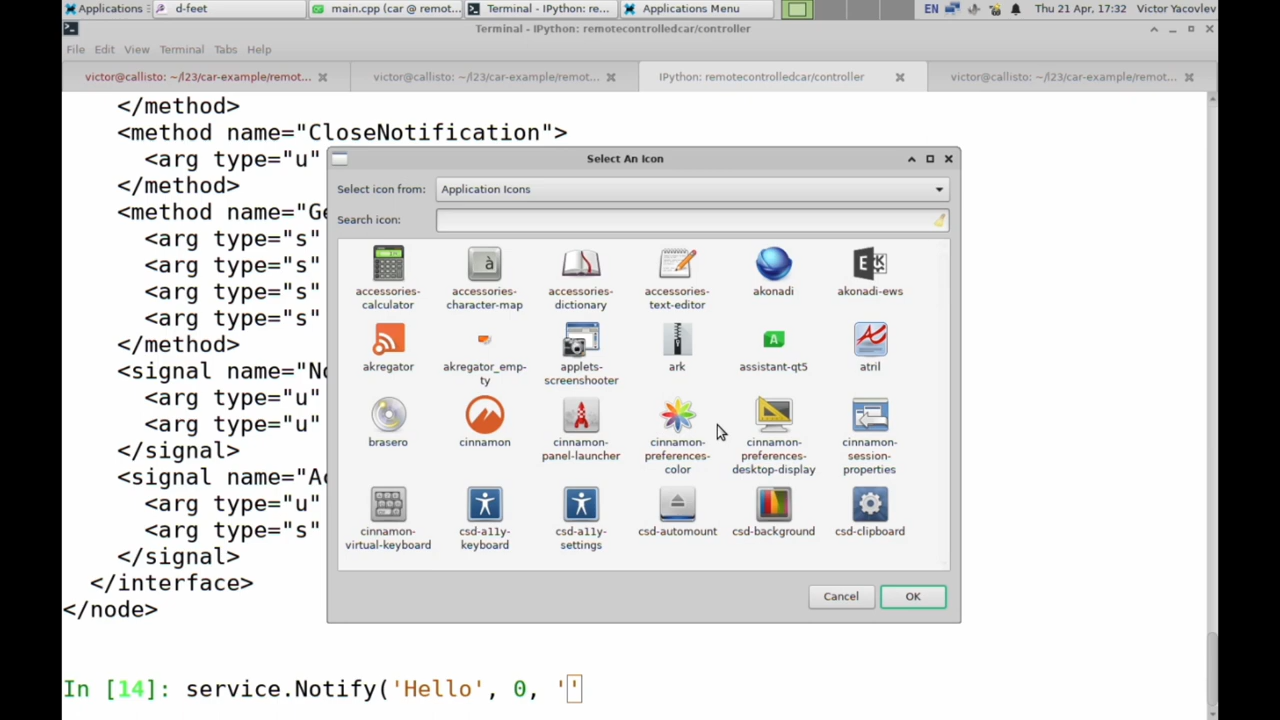 Applications
d-feet
main.cpp (car @ remot...
Terminal - IPython: re...
Applications Menu
EN
Thu 21 Apr, 17:32
Victor Yacovlev
Terminal - IPython: remotecontrolledcar/controller
File Edit View Terminal Tabs Help
victor@callisto: ~/l23/car-example/remot...
victor@callisto: ~/l23/car-example/remot...
IPython: remotecontrolledcar/controller
victor@callisto: ~/l23/car-example/remot...
</method>
<method name="CloseNotification">
<arg type="u"
</method>
<method name="Ge
<arg type="s"
<arg type="s"
<arg type="s"
<arg type="s"
</method>
<signal name="No
<arg type="u"
<arg type="u"
</signal>
<signal name="Ac
<arg type="u"
<arg type="s"
</signal>
</interface>
</node>
In [14]: service.Notify('Hello', 0, ''
Select An Icon
Select icon from: Application Icons
Search icon:
accessories-
calculator
accessories-
character-map
accessories-
dictionary
accessories-
text-editor
akonadi
akonadi-ews
akregator
akregator_emp-
ty
applets-
screenshooter
ark
assistant-qt5
atril
brasero
cinnamon
cinnamon-
panel-launcher
cinnamon-
preferences-
color
cinnamon-
preferences-
desktop-display
cinnamon-
session-
properties
cinnamon-
virtual-keyboard
csd-a11y-
keyboard
csd-a11y-
settings
csd-automount
csd-background
csd-clipboard
Cancel
OK